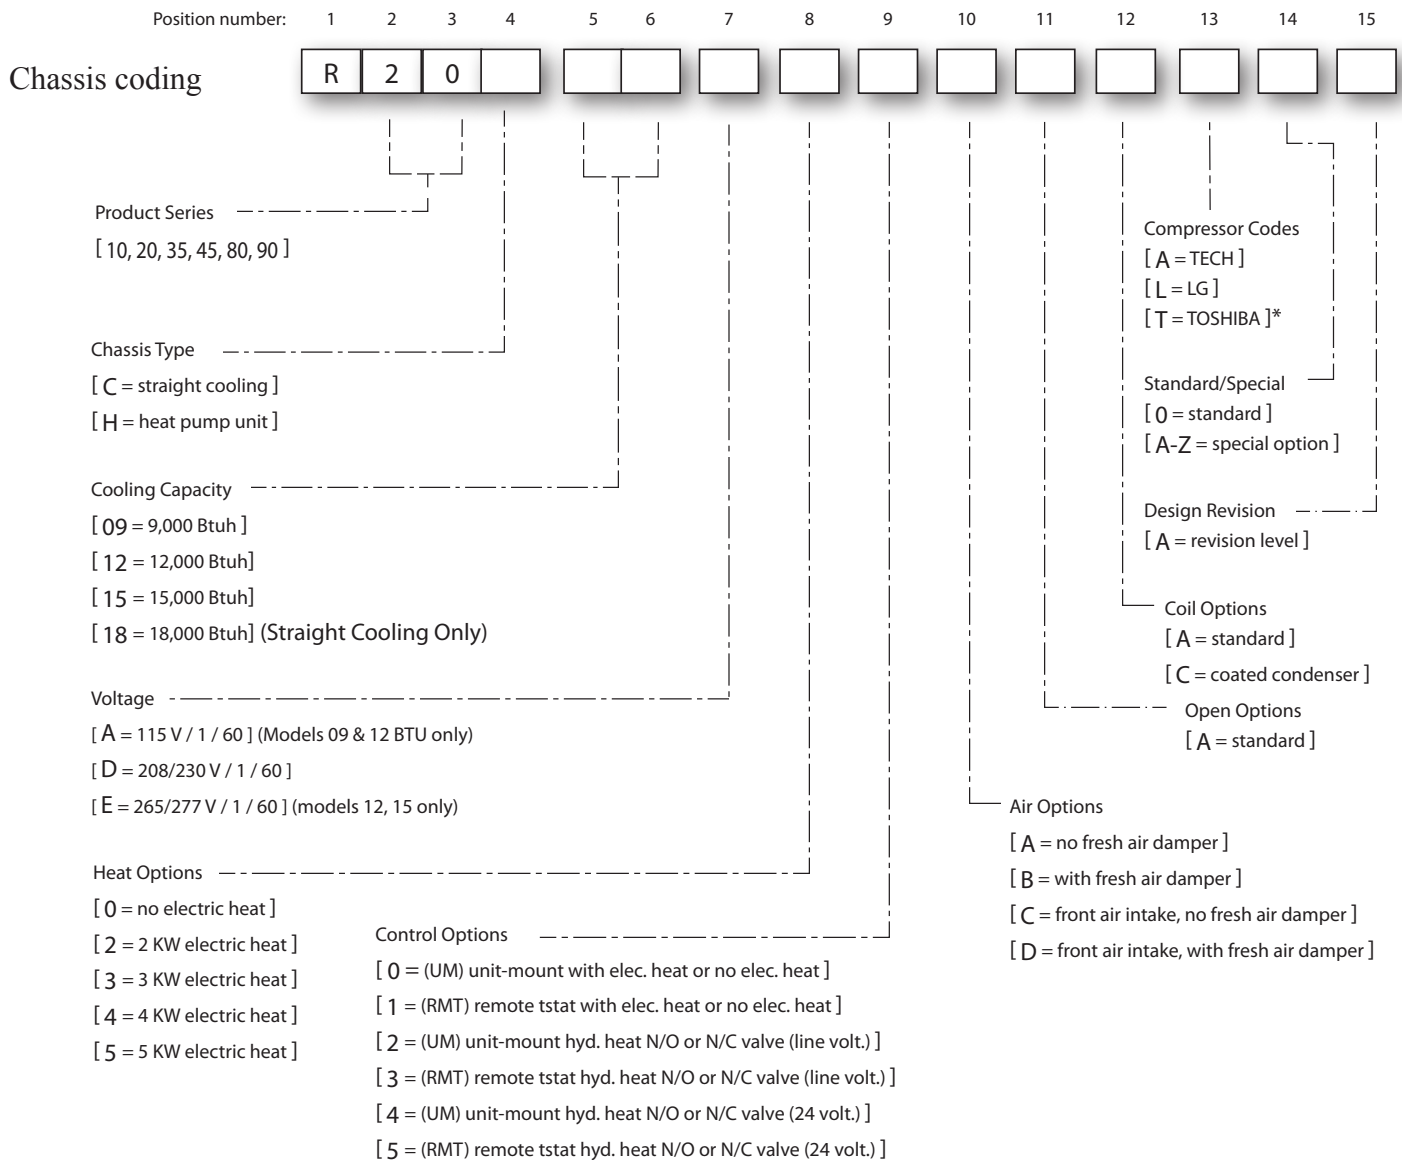 Position number: 1 2 3 4 5 6 7 8 9 10 11 12 13 14 15
Chassis coding R 2 0
Product Series
[ 10, 20, 35, 45, 80, 90 ]
Chassis Type
[ C = straight cooling ]
[ H = heat pump unit ]
Cooling Capacity
[ 09 = 9,000 Btuh ]
[ 12 = 12,000 Btuh]
[ 15 = 15,000 Btuh]
[ 18 = 18,000 Btuh] (Straight Cooling Only)
Voltage
[ A = 115 V / 1 / 60 ] (Models 09 & 12 BTU only)
[ D = 208/230 V / 1 / 60 ]
[ E = 265/277 V / 1 / 60 ] (models 12, 15 only)
Heat Options
[ 0 = no electric heat ]
[ 2 = 2 KW electric heat ]
[ 3 = 3 KW electric heat ]
[ 4 = 4 KW electric heat ]
[ 5 = 5 KW electric heat ]
Control Options
[ 0 = (UM) unit-mount with elec. heat or no elec. heat ]
[ 1 = (RMT) remote tstat with elec. heat or no elec. heat ]
[ 2 = (UM) unit-mount hyd. heat N/O or N/C valve (line volt.) ]
[ 3 = (RMT) remote tstat hyd. heat N/O or N/C valve (line volt.) ]
[ 4 = (UM) unit-mount hyd. heat N/O or N/C valve (24 volt.) ]
[ 5 = (RMT) remote tstat hyd. heat N/O or N/C valve (24 volt.) ]
Compressor Codes
[ A = TECH ]
[ L = LG ]
[ T = TOSHIBA ]*
Standard/Special
[ 0 = standard ]
[ A-Z = special option ]
Design Revision
[ A = revision level ]
Coil Options
[ A = standard ]
[ C = coated condenser ]
Open Options
[ A = standard ]
Air Options
[ A = no fresh air damper ]
[ B = with fresh air damper ]
[ C = front air intake, no fresh air damper ]
[ D = front air intake, with fresh air damper ]